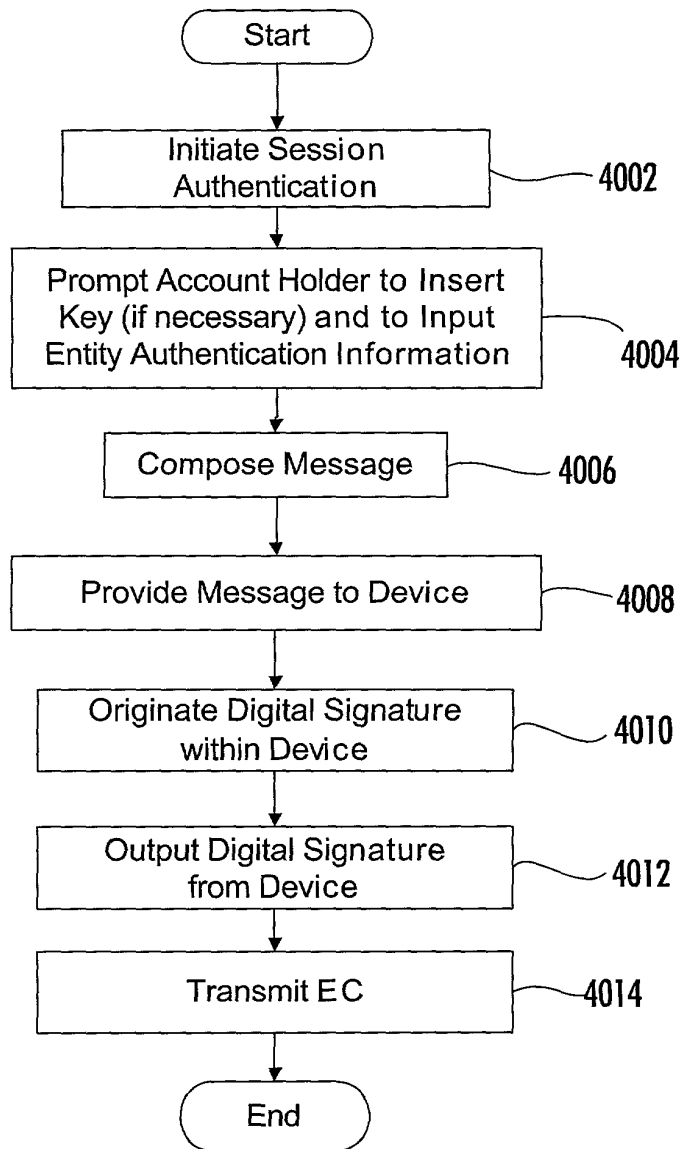 Start
Initiate Session
Authentication
4002
Prompt Account Holder to Insert
Key (if necessary) and to Input
Entity Authentication Information
4004
Compose Message
4006
Provide Message to Device
4008
Originate Digital Signature
within Device
4010
Output Digital Signature
from Device
4012
Transmit EC
4014
End